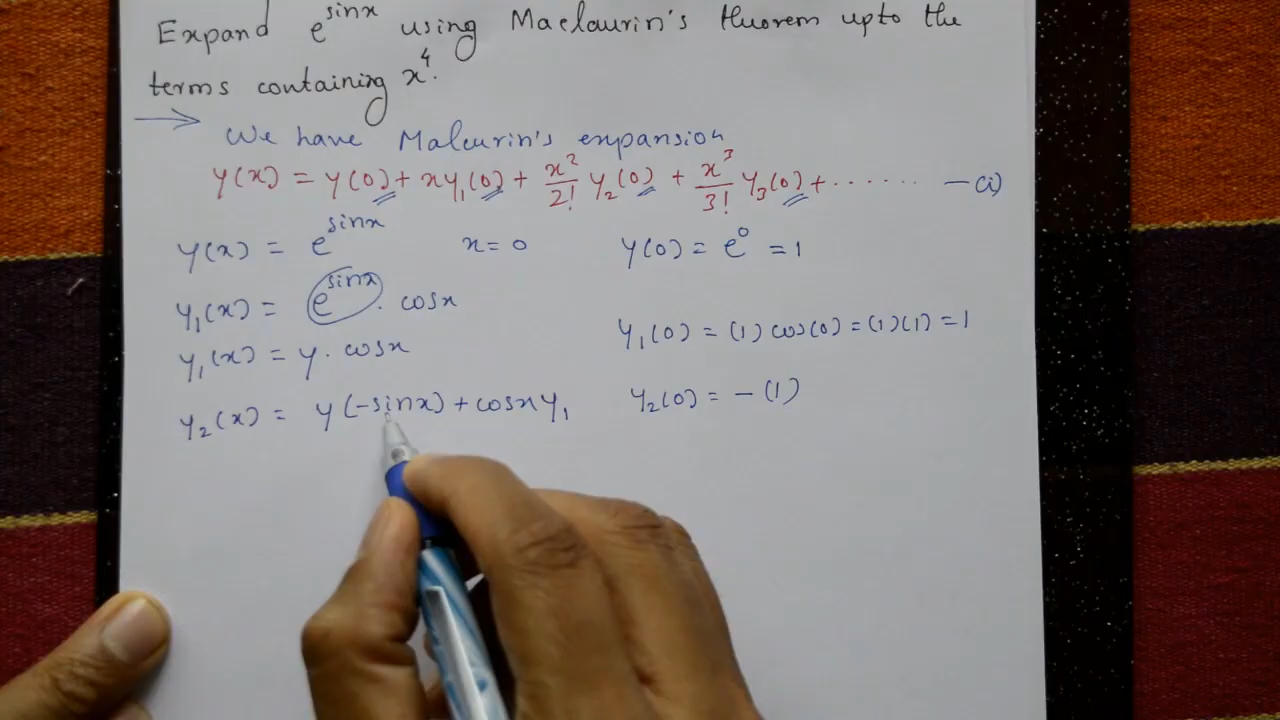 Expand e^sinx using Maclaurin's theorem upto the
terms containing x⁴.
→ We have Malcurin's expansion
y(x) = y(0) + xy₁(0) + x²/2! y₂(0) + x³/3! y₃(0) + ........ —(i)
y(x) = e^sinx x = 0 y(0) = e⁰ = 1
y₁(x) = e^sinx . cosx
y₁(0) = (1) cos(0) = (1)(1) = 1
y₁(x) = y . cosx
y₂(x) = y(-sinx) + cosx y₁ y₂(0) = -(1)